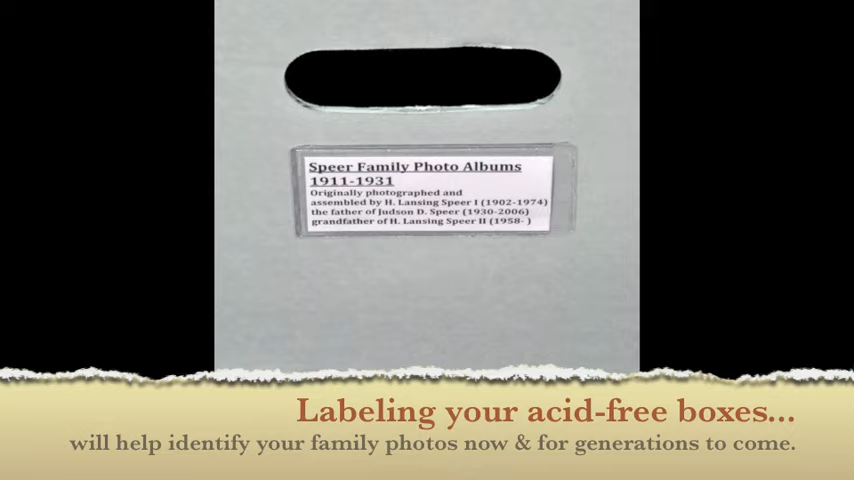 Speer Family Photo Albums
1911-1931
Originally photographed and
assembled by H. Lansing Speer I (1902-1974)
the father of Judson D. Speer (1930-2006)
grandfather of H. Lansing Speer II (1958- )
Labeling your acid-free boxes...
will help identify your family photos now & for generations to come.